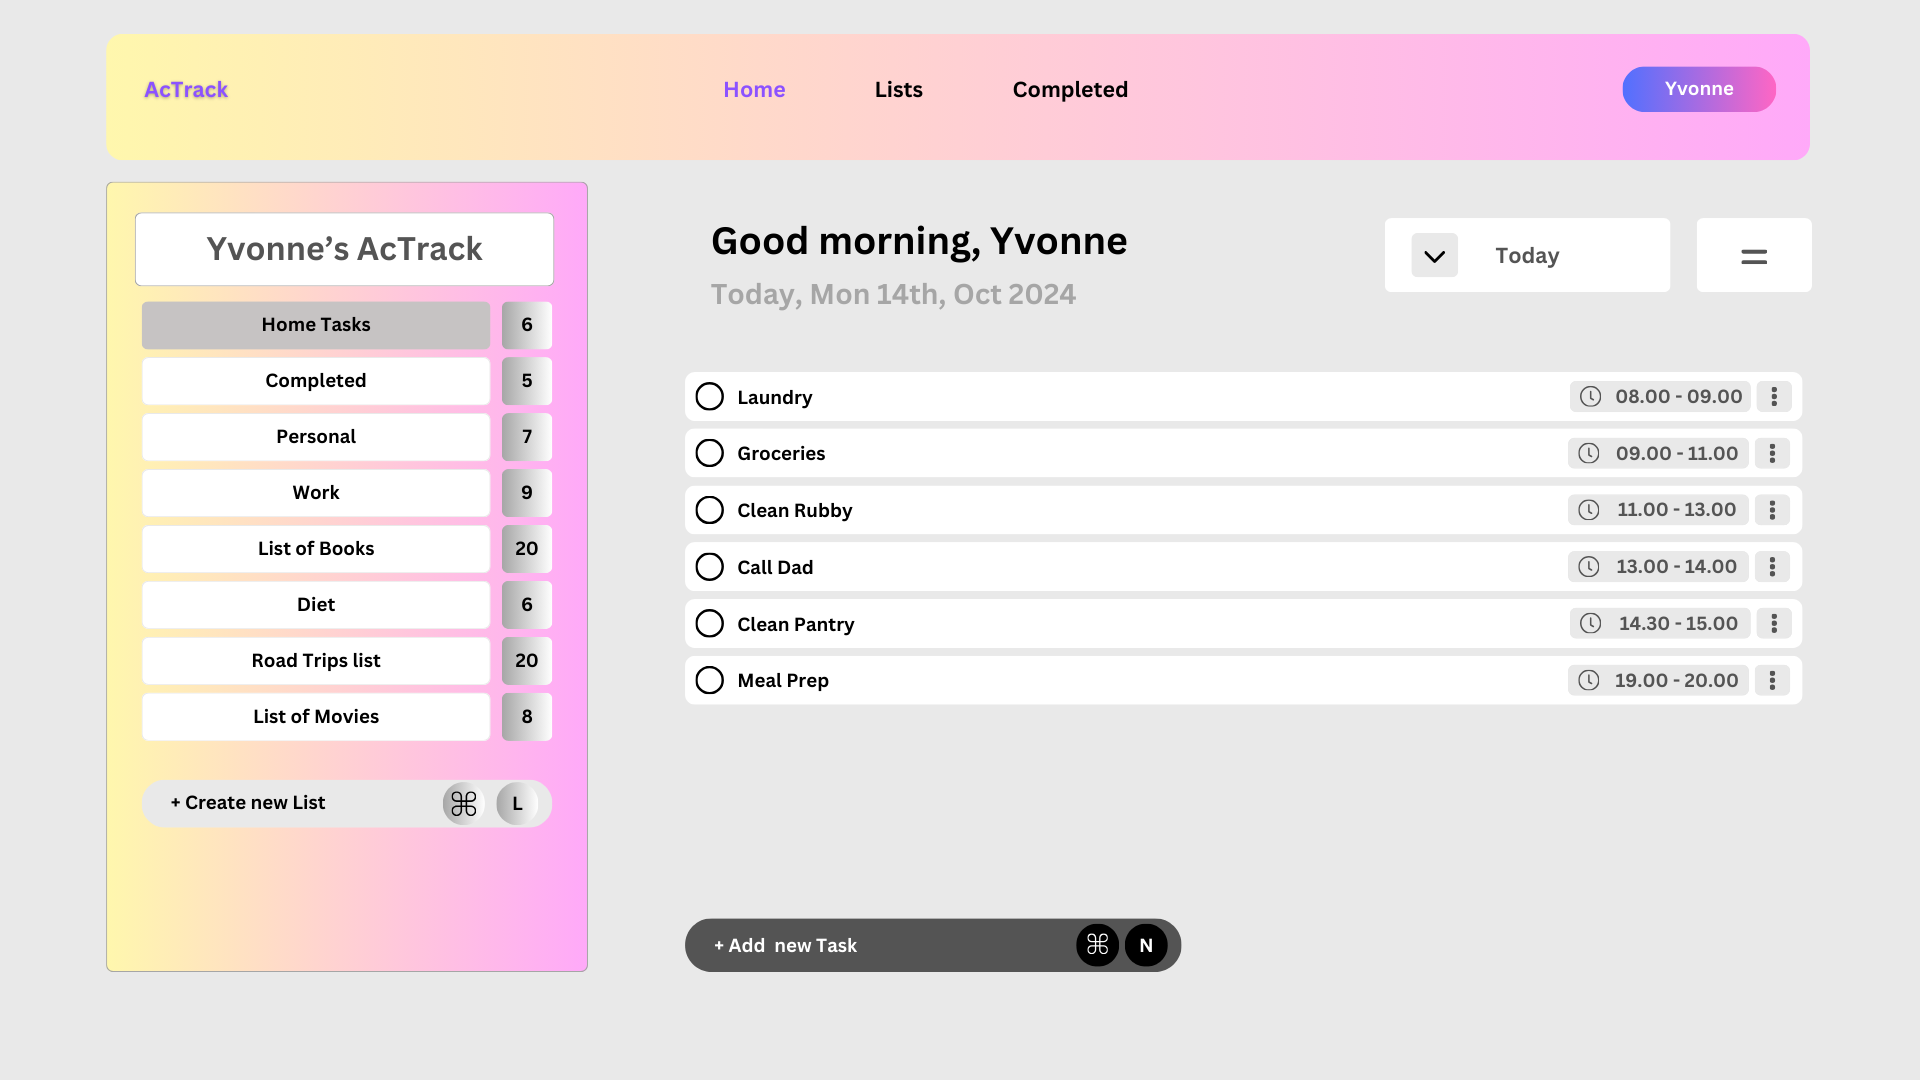 AcTrack
Home
Lists
Completed
Yvonne
Yvonne’s AcTrack
Home Tasks 6
Completed 5
Personal 7
Work 9
List of Books 20
Diet 6
Road Trips list 20
List of Movies 8
+ Create new List ⌘ L
Good morning, Yvonne
Today, Mon 14th, Oct 2024
Today
Laundry 08.00 - 09.00
Groceries 09.00 - 11.00
Clean Rubby 11.00 - 13.00
Call Dad 13.00 - 14.00
Clean Pantry 14.30 - 15.00
Meal Prep 19.00 - 20.00
+ Add  new Task ⌘ N